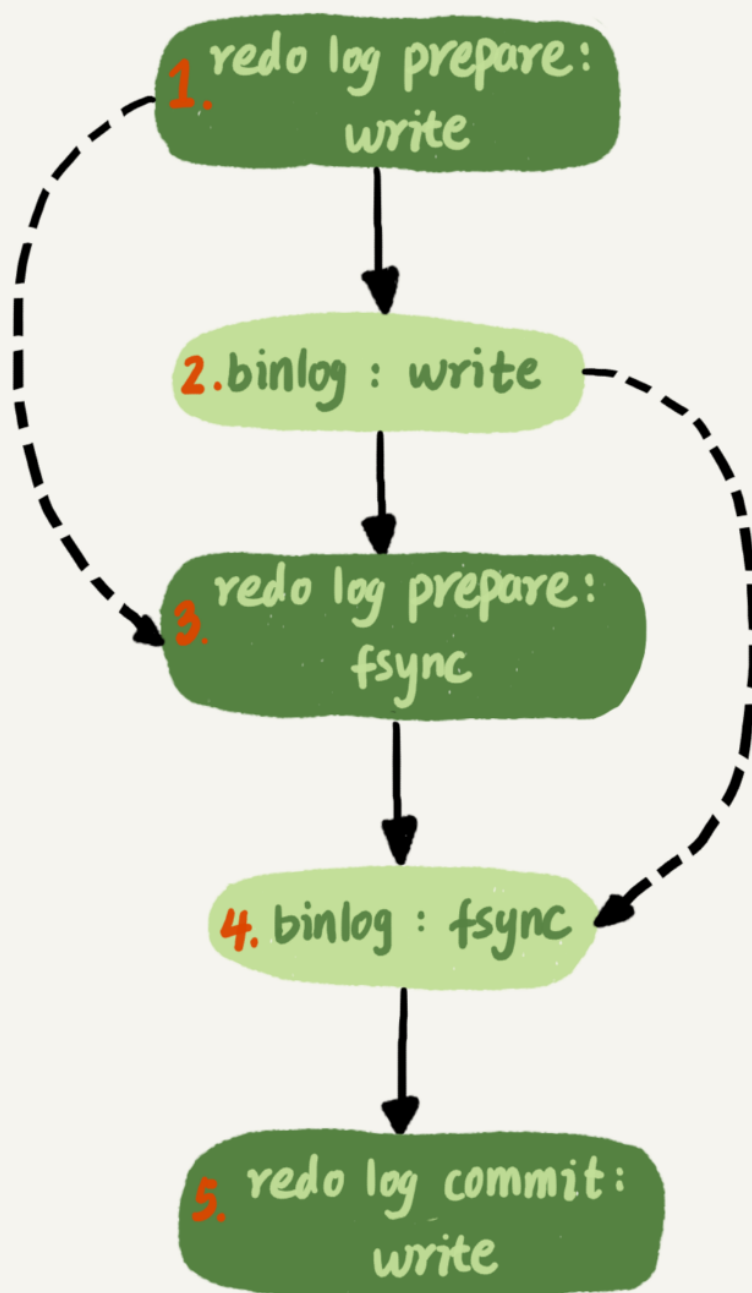 1. redo log prepare:
write
2. binlog : write
3. redo log prepare:
fsync
4. binlog : fsync
5. redo log commit:
write